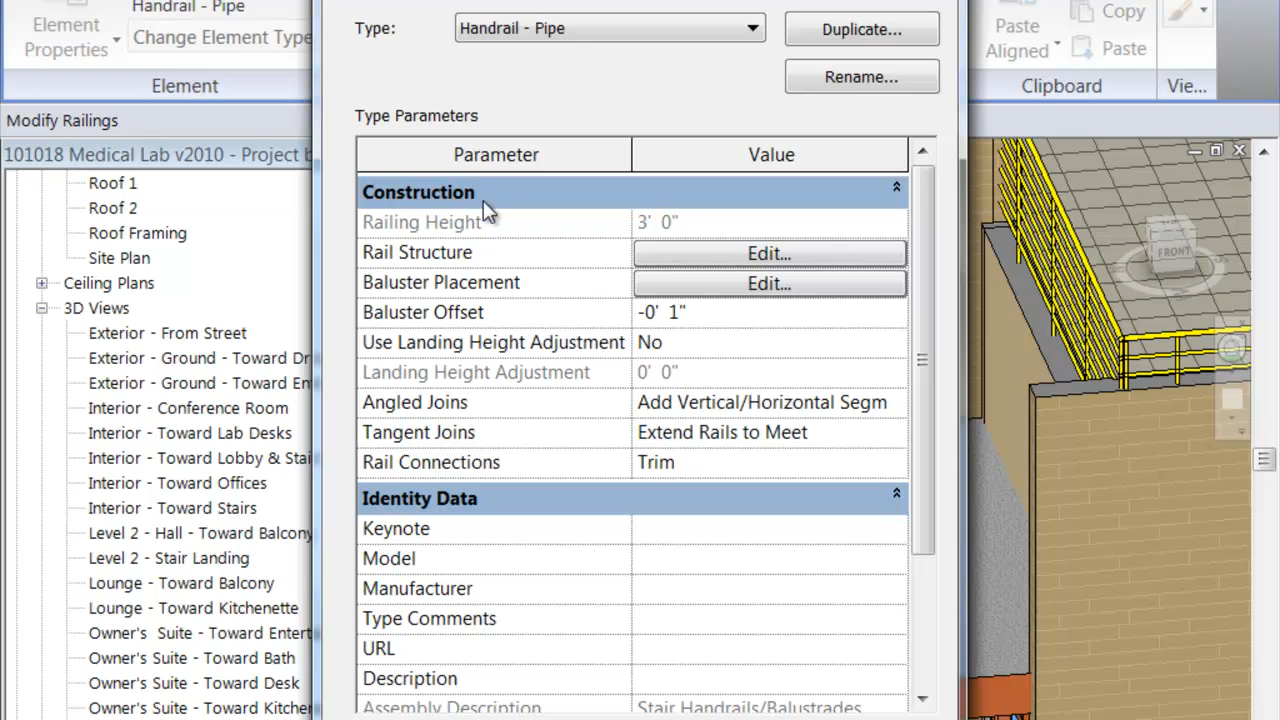 Handrail - Pipe
Element
Properties
Change Element Type
Element
Type:
Handrail - Pipe
Duplicate...
Rename...
Paste
Aligned
Copy
Paste
Clipboard
Vie...
Modify Railings
101018 Medical Lab v2010 - Project b
Roof 1
Roof 2
Roof Framing
Site Plan
Ceiling Plans
3D Views
Exterior - From Street
Exterior - Ground - Toward Dr
Exterior - Ground - Toward En
Interior - Conference Room
Interior - Toward Lab Desks
Interior - Toward Lobby & Stai
Interior - Toward Offices
Interior - Toward Stairs
Level 2 - Hall - Toward Balcony
Level 2 - Stair Landing
Lounge - Toward Balcony
Lounge - Toward Kitchenette
Owner's Suite - Toward Entert
Owner's Suite - Toward Bath
Owner's Suite - Toward Desk
Owner's Suite - Toward Kitcher
Type Parameters
Parameter Value
Construction
Railing Height 3' 0"
Rail Structure Edit...
Baluster Placement Edit...
Baluster Offset -0' 1"
Use Landing Height Adjustment No
Landing Height Adjustment 0' 0"
Angled Joins Add Vertical/Horizontal Segm
Tangent Joins Extend Rails to Meet
Rail Connections Trim
Identity Data
Keynote
Model
Manufacturer
Type Comments
URL
Description
Assembly Description Stair Handrails/Balustrades
FRONT